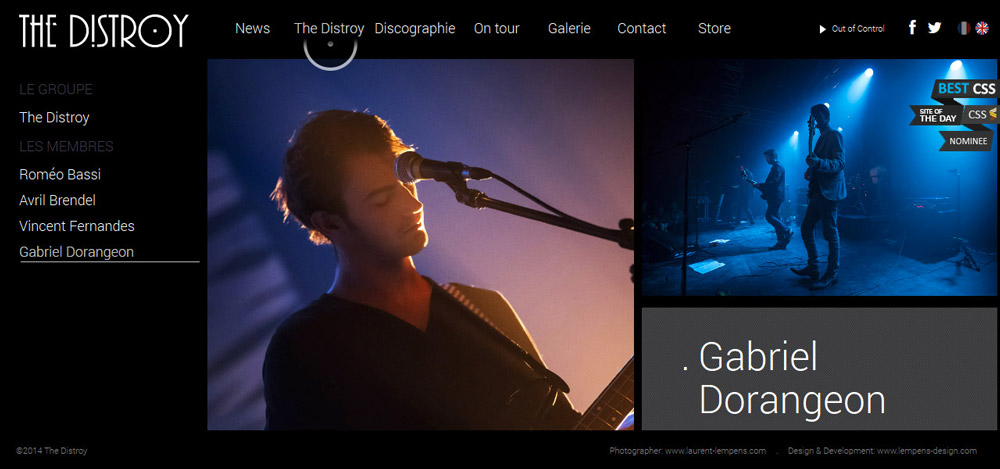 THE DISTROY
News
The Distroy
Discographie
On tour
Galerie
Contact
Store
Out of Control
LE GROUPE
The Distroy
LES MEMBRES
Roméo Bassi
Avril Brendel
Vincent Fernandes
Gabriel Dorangeon
BEST CSS
SITE OF
THE DAY
CSS
NOMINEE
. Gabriel
Dorangeon
©2014 The Distroy
Photographer: www.laurent-lempens.com . Design & Development: www.lempens-design.com